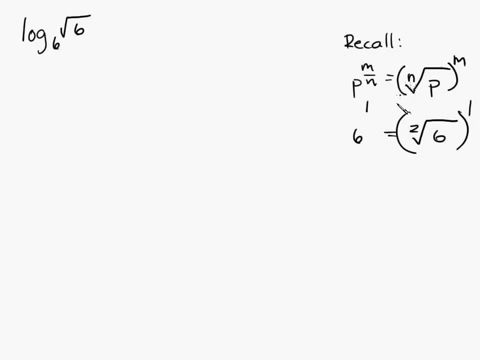 log₆√6
Recall:
p^(m/n) = (ⁿ√p)^m
6^1 = (²√6)^1